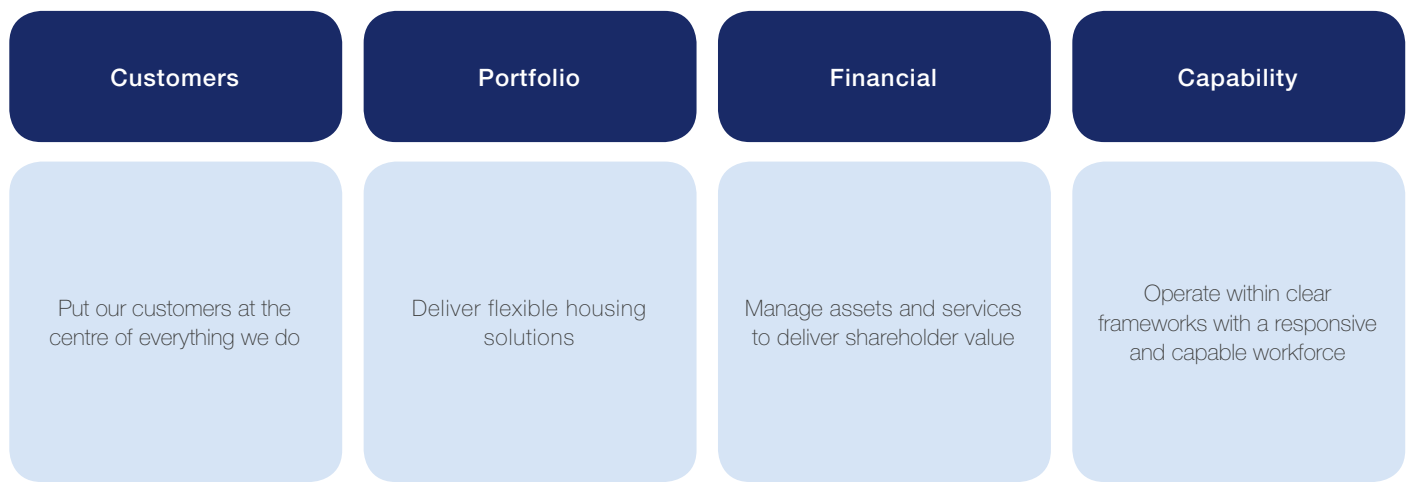 Customers
Portfolio
Financial
Capability
Put our customers at the
centre of everything we do
Deliver flexible housing
solutions
Manage assets and services
to deliver shareholder value
Operate within clear
frameworks with a responsive
and capable workforce